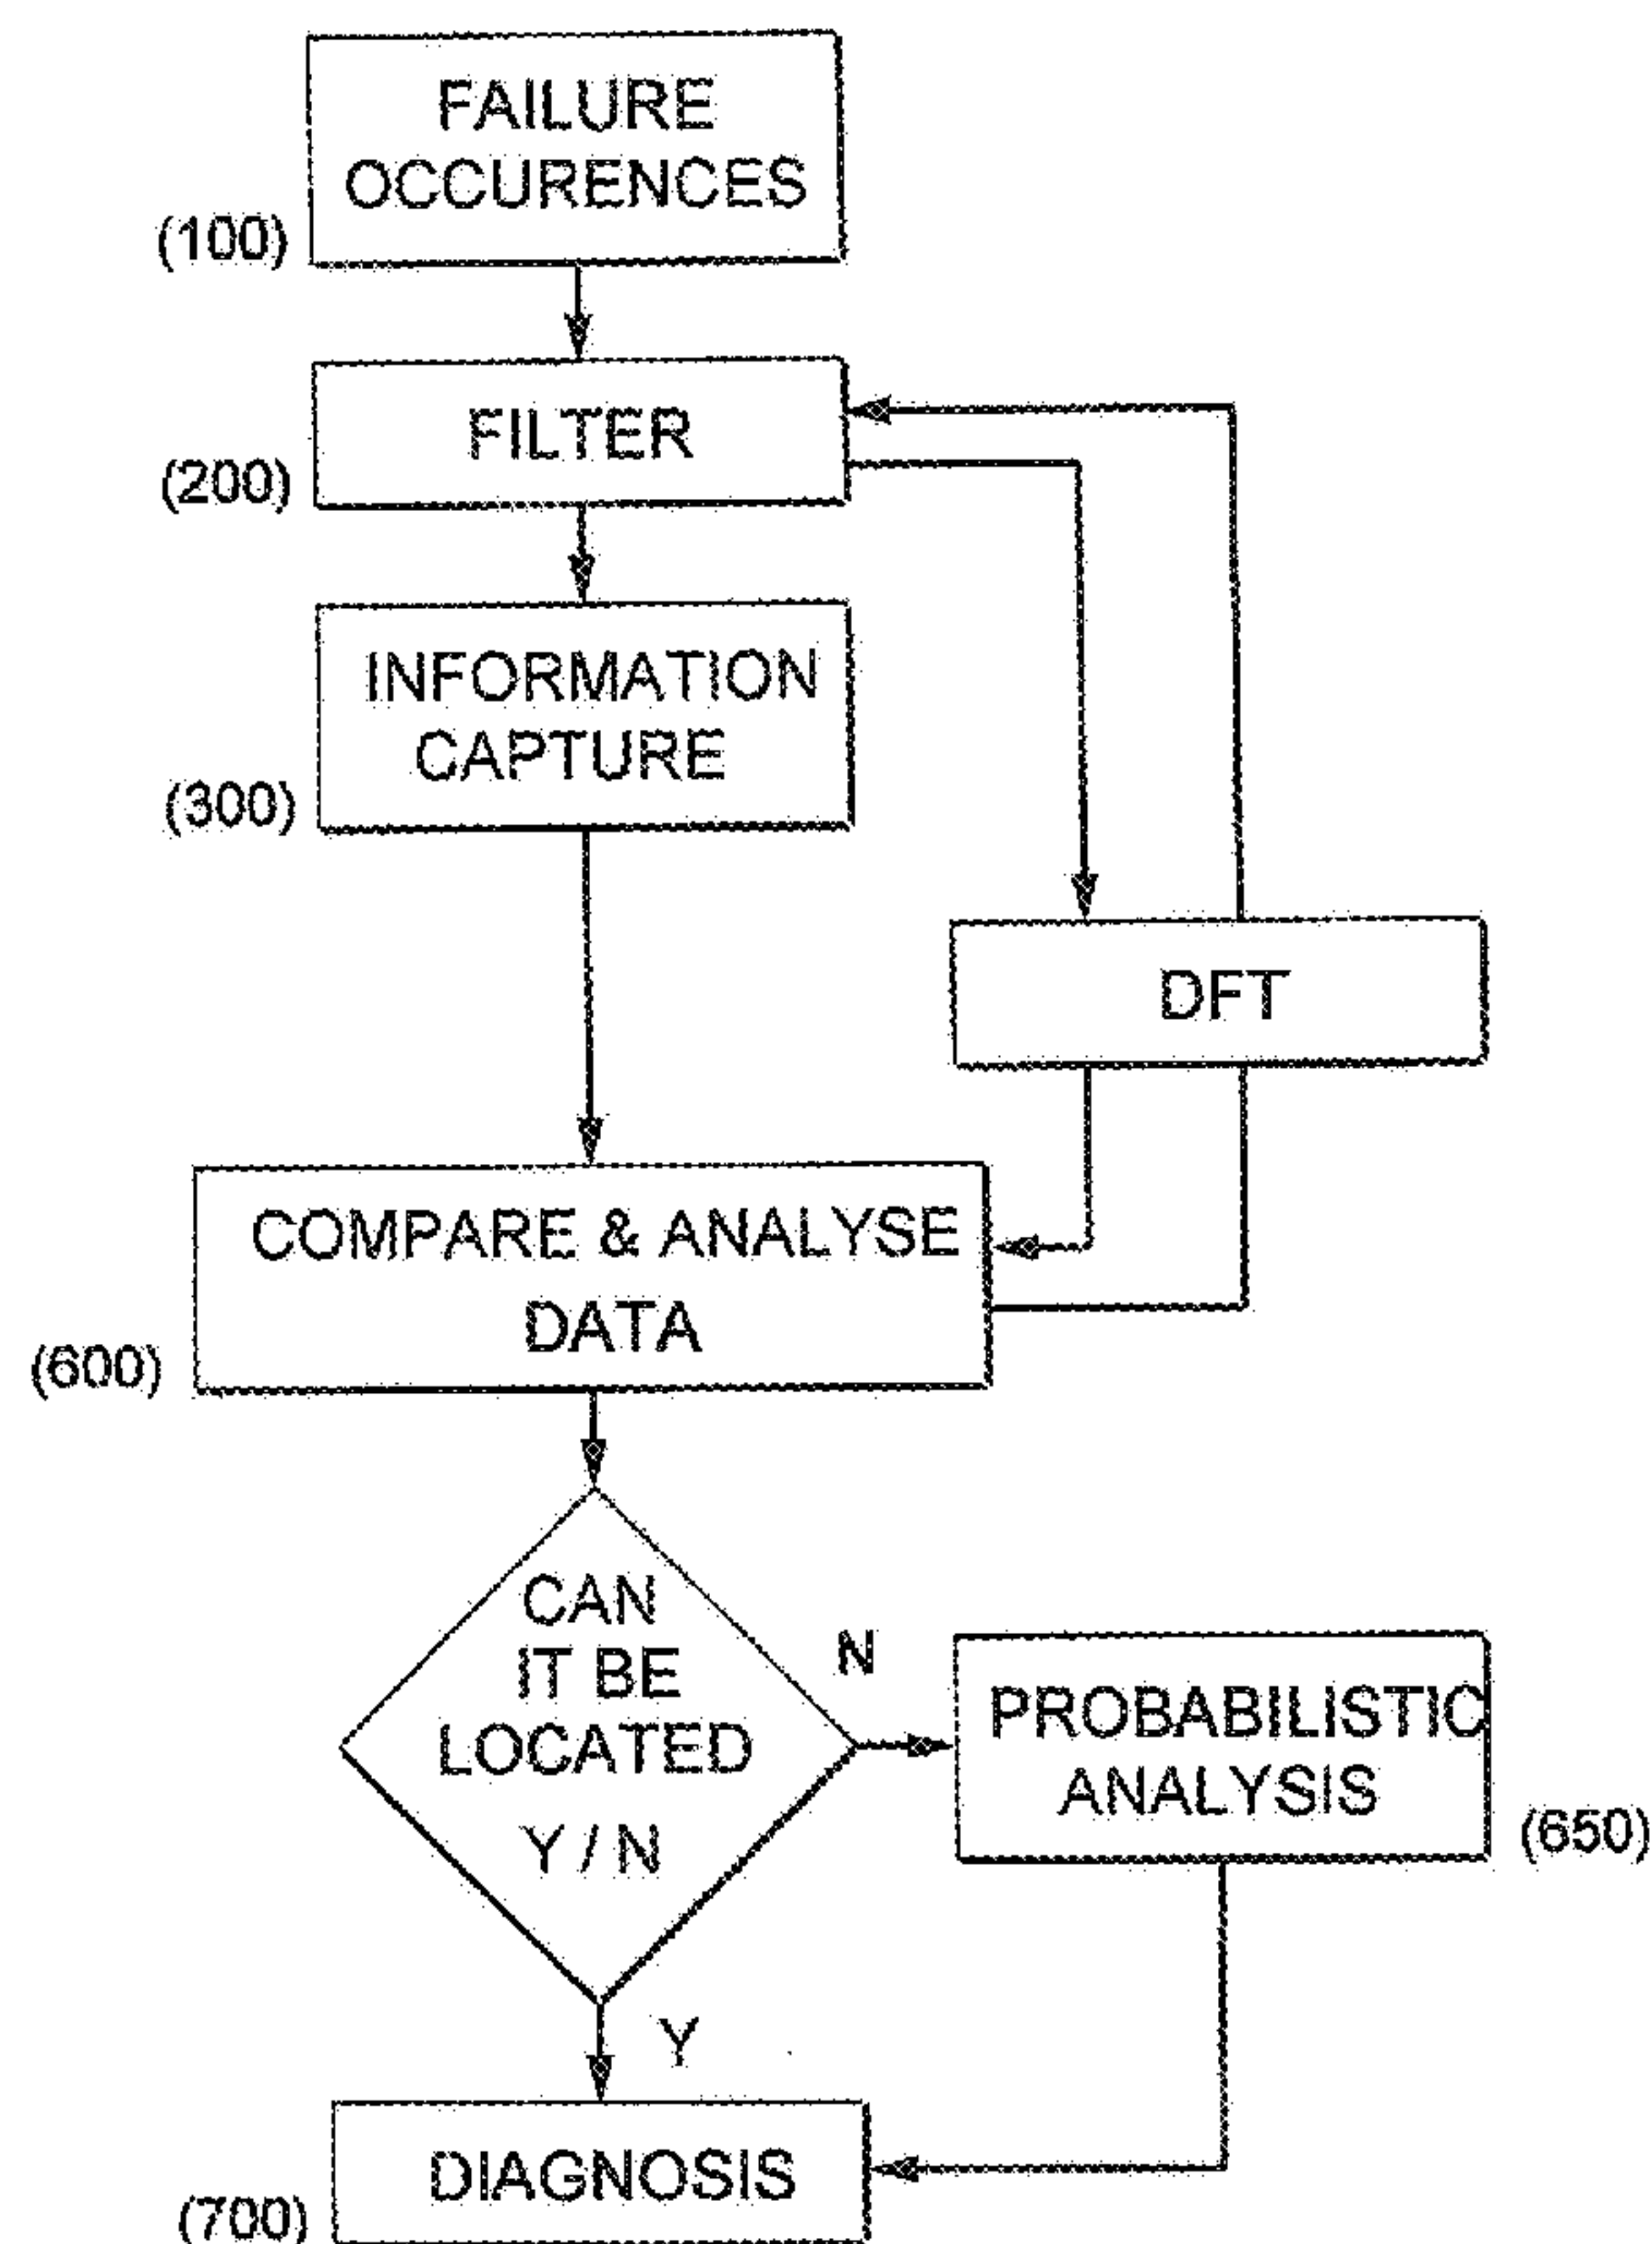 FAILURE
OCCURENCES
(100)
FILTER
(200)
INFORMATION
CAPTURE
(300)
DFT
COMPARE & ANALYSE
DATA
(600)
CAN
IT BE
LOCATED
Y / N
N
PROBABILISTIC
ANALYSIS
(650)
Y
DIAGNOSIS
(700)